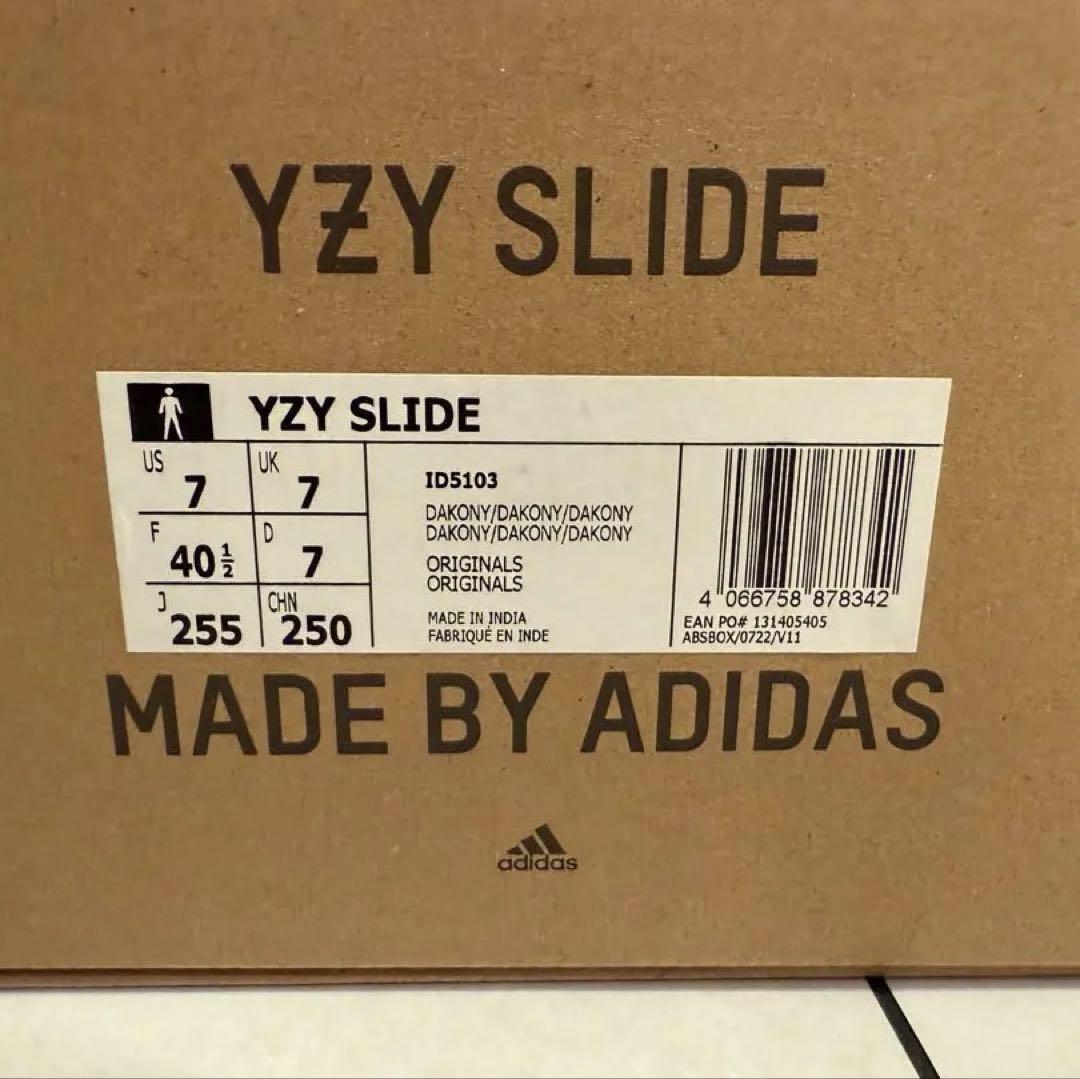 YZY SLIDE
YZY SLIDE
US 7 UK 7
F 40 ½ D 7
J 255 CHN 250
ID5103
DAKONY/DAKONY/DAKONY
DAKONY/DAKONY/DAKONY
ORIGINALS
ORIGINALS
MADE IN INDIA
FABRIQUÉ EN INDE
4 066758 878342
EAN PO# 131405405
ABSBOX/0722/V11
MADE BY ADIDAS
adidas